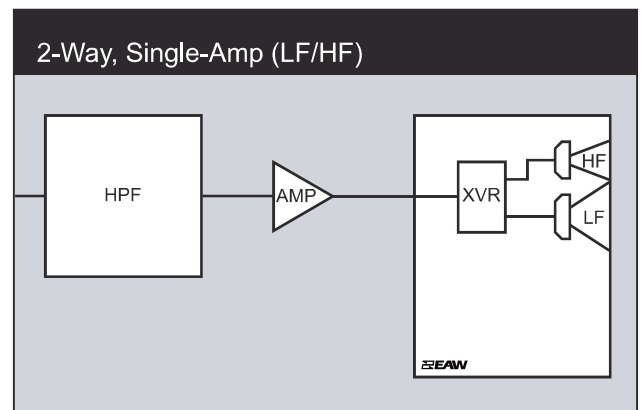 2-Way, Single-Amp (LF/HF)
HPF
AMP
XVR
HF
LF
EAW